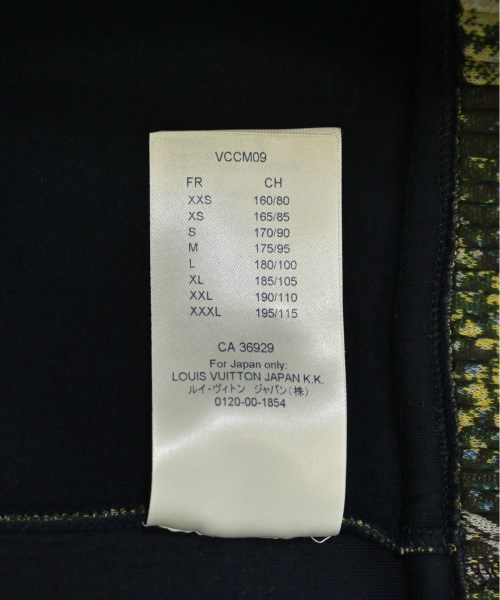 VCCM09
FR CH
XXS 160/80
XS 165/85
S 170/90
M 175/95
L 180/100
XL 185/105
XXL 190/110
XXXL 195/115
CA 36929
For Japan only:
LOUIS VUITTON JAPAN K.K.
ルイ・ヴィトン ジャパン(株)
0120-00-1854